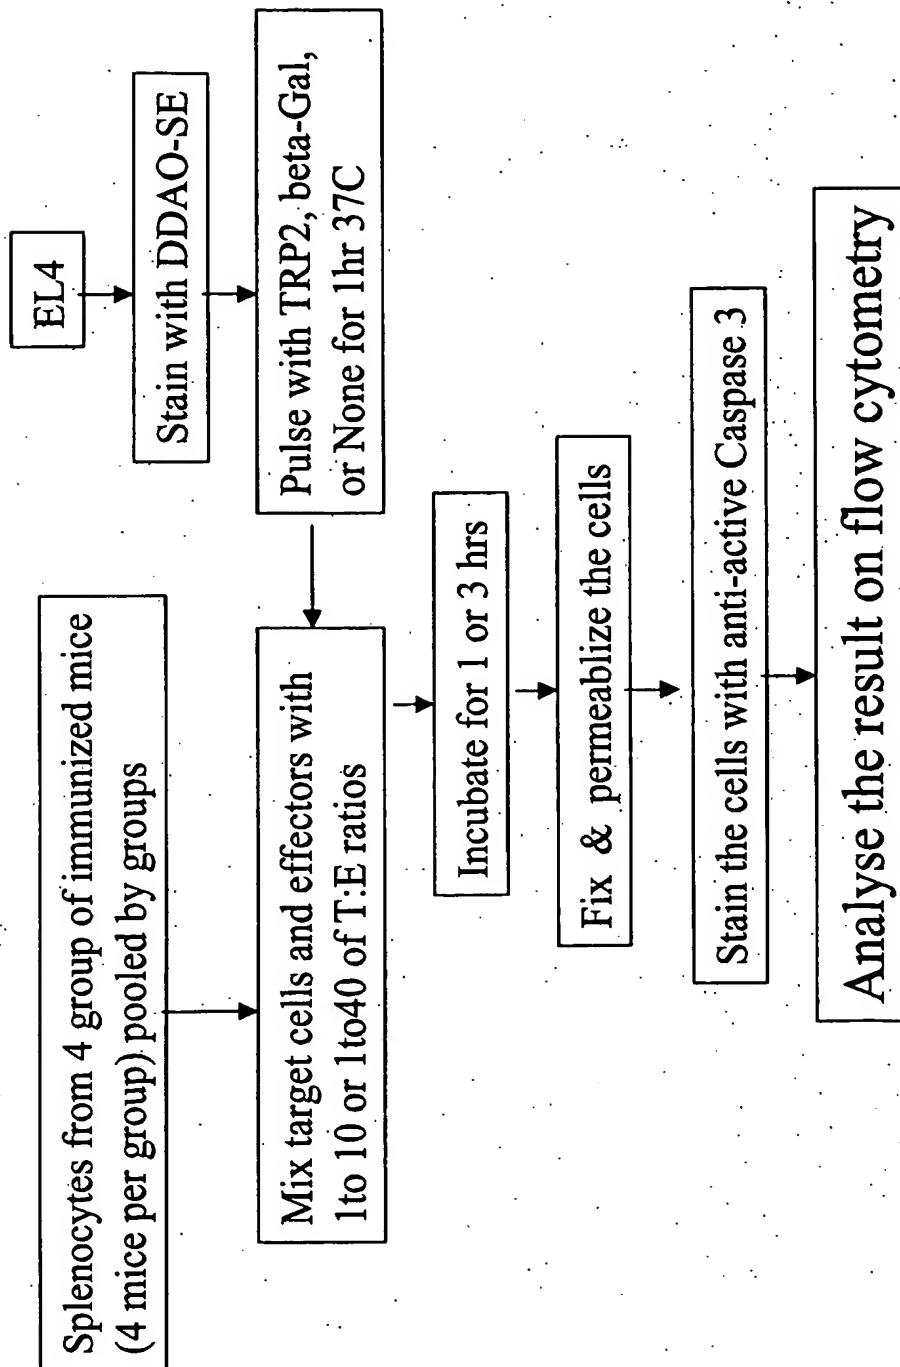 Splenocytes from 4 group of immunized mice
(4 mice per group) pooled by groups
EL4
Stain with DDAO-SE
Pulse with TRP2, beta-Gal,
or None for 1hr 37C
Mix target cells and effectors with
1to 10 or 1to40 of T:E ratios
Incubate for 1 or 3 hrs
Fix & permeablize the cells
Stain the cells with anti-active Caspase 3
Analyse the result on flow cytometry